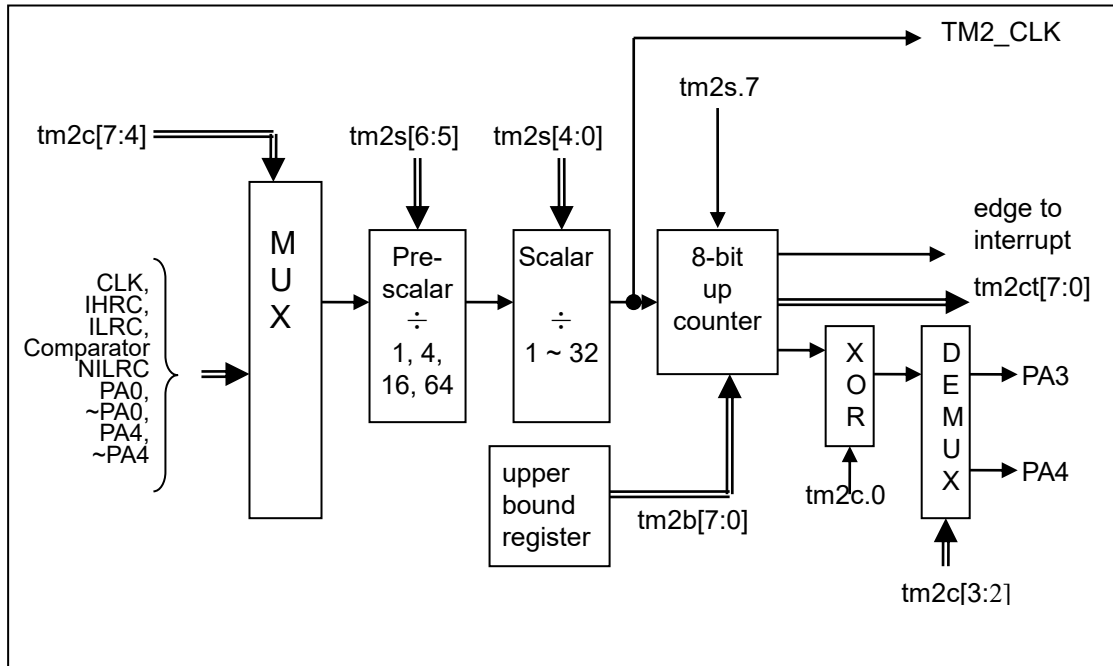 TM2_CLK
tm2s.7
tm2c[7:4]
tm2s[6:5]
tm2s[4:0]
M
U
X
Pre-
scalar
÷
1, 4,
16, 64
Scalar
÷
1 ~ 32
8-bit
up
counter
edge to
interrupt
tm2ct[7:0]
CLK,
IHRC,
ILRC,
Comparator
NILRC
PA0,
~PA0,
PA4,
~PA4
X
O
R
D
E
M
U
X
PA3
PA4
upper
bound
register
tm2b[7:0]
tm2c.0
tm2c[3:2]